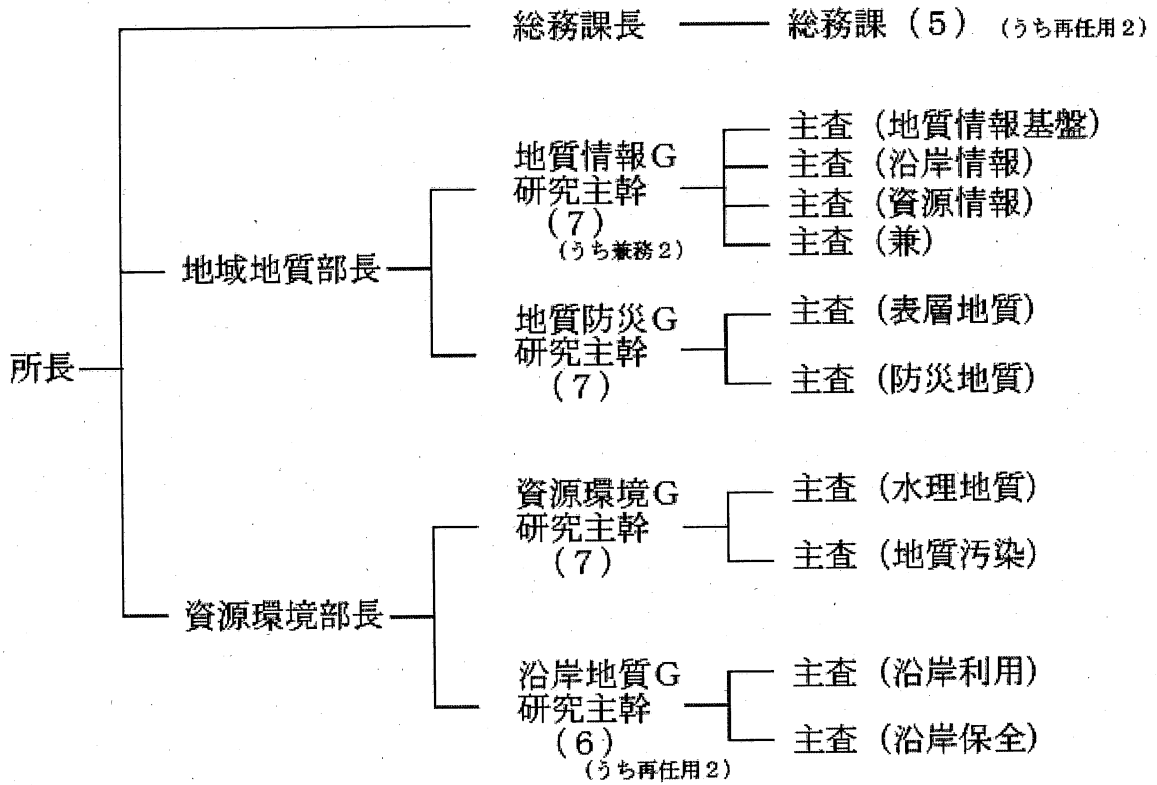 総務課長 総務課(5) (うち再任用2)
地質情報G
研究主幹
(7)
(うち兼務2)
主査(地質情報基盤)
主査(沿岸情報)
主査(資源情報)
主査(兼)
地域地質部長
地質防災G
研究主幹
(7)
主査(表層地質)
主査(防災地質)
所長
資源環境G
研究主幹
(7)
主査(水理地質)
主査(地質汚染)
資源環境部長
沿岸地質G
研究主幹
(6)
(うち再任用2)
主査(沿岸利用)
主査(沿岸保全)